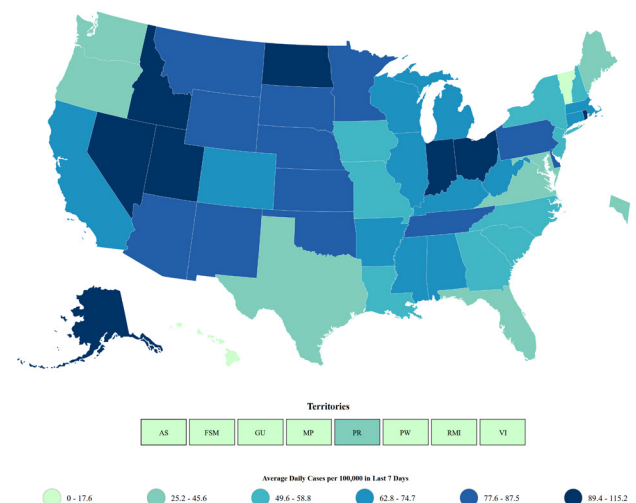 Territories
AS FSM GU MP PR PW RMI VI
Average Daily Cases per 100,000 in Last 7 Days
0 - 17.6 25.2 - 45.6 49.6 - 58.8 62.8 - 74.7 77.6 - 87.5 89.4 - 115.2